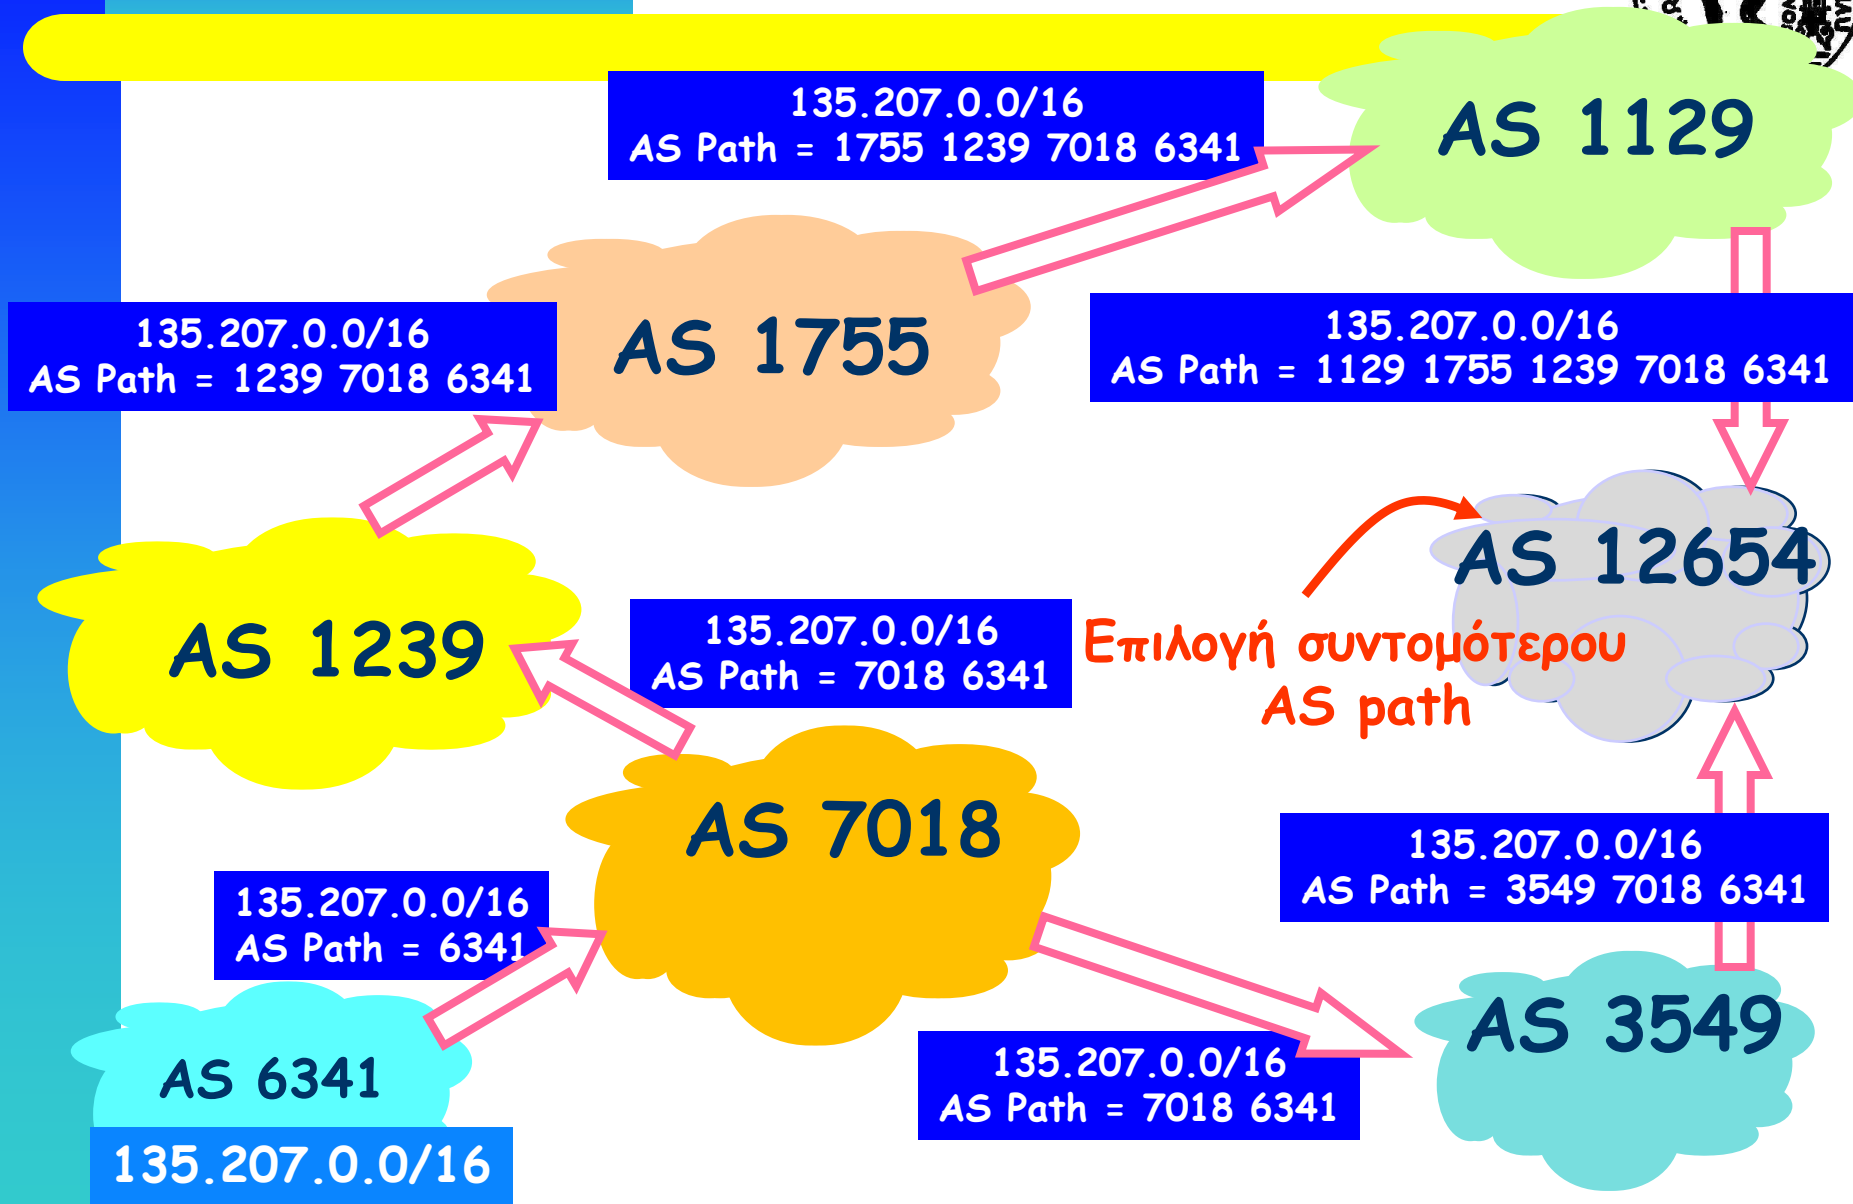 135.207.0.0/16
AS Path = 1755 1239 7018 6341
AS 1129
135.207.0.0/16
AS Path = 1239 7018 6341
AS 1755
135.207.0.0/16
AS Path = 1129 1755 1239 7018 6341
AS 12654
AS 1239
135.207.0.0/16
AS Path = 7018 6341
Επιλογή συντομότερου
AS path
AS 7018
135.207.0.0/16
AS Path = 3549 7018 6341
135.207.0.0/16
AS Path = 6341
AS 3549
AS 6341
135.207.0.0/16
AS Path = 7018 6341
135.207.0.0/16